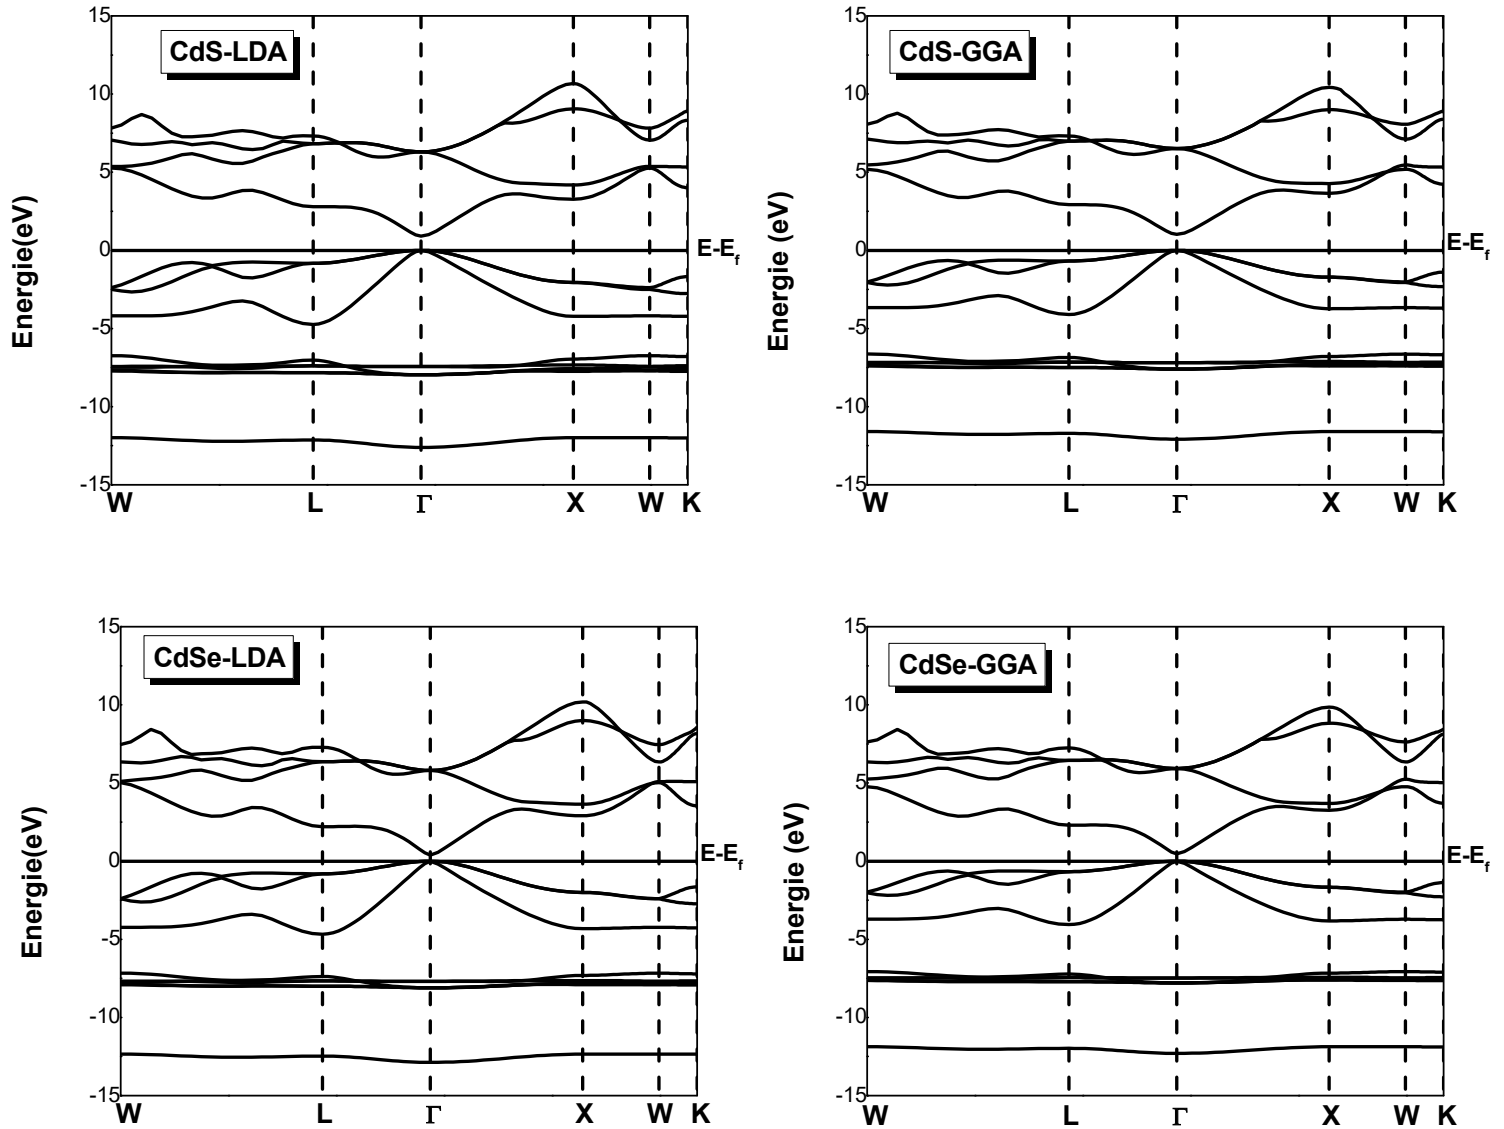 CdS-LDA
Energie(eV)
15
10
5
0
-5
-10
-15
W L Γ X W K
E-Ef
CdS-GGA
Energie (eV)
15
10
5
0
-5
-10
-15
W L Γ X W K
E-Ef
CdSe-LDA
Energie(eV)
15
10
5
0
-5
-10
-15
W L Γ X W K
E-Ef
CdSe-GGA
Energie (eV)
15
10
5
0
-5
-10
-15
W L Γ X W K
E-Ef